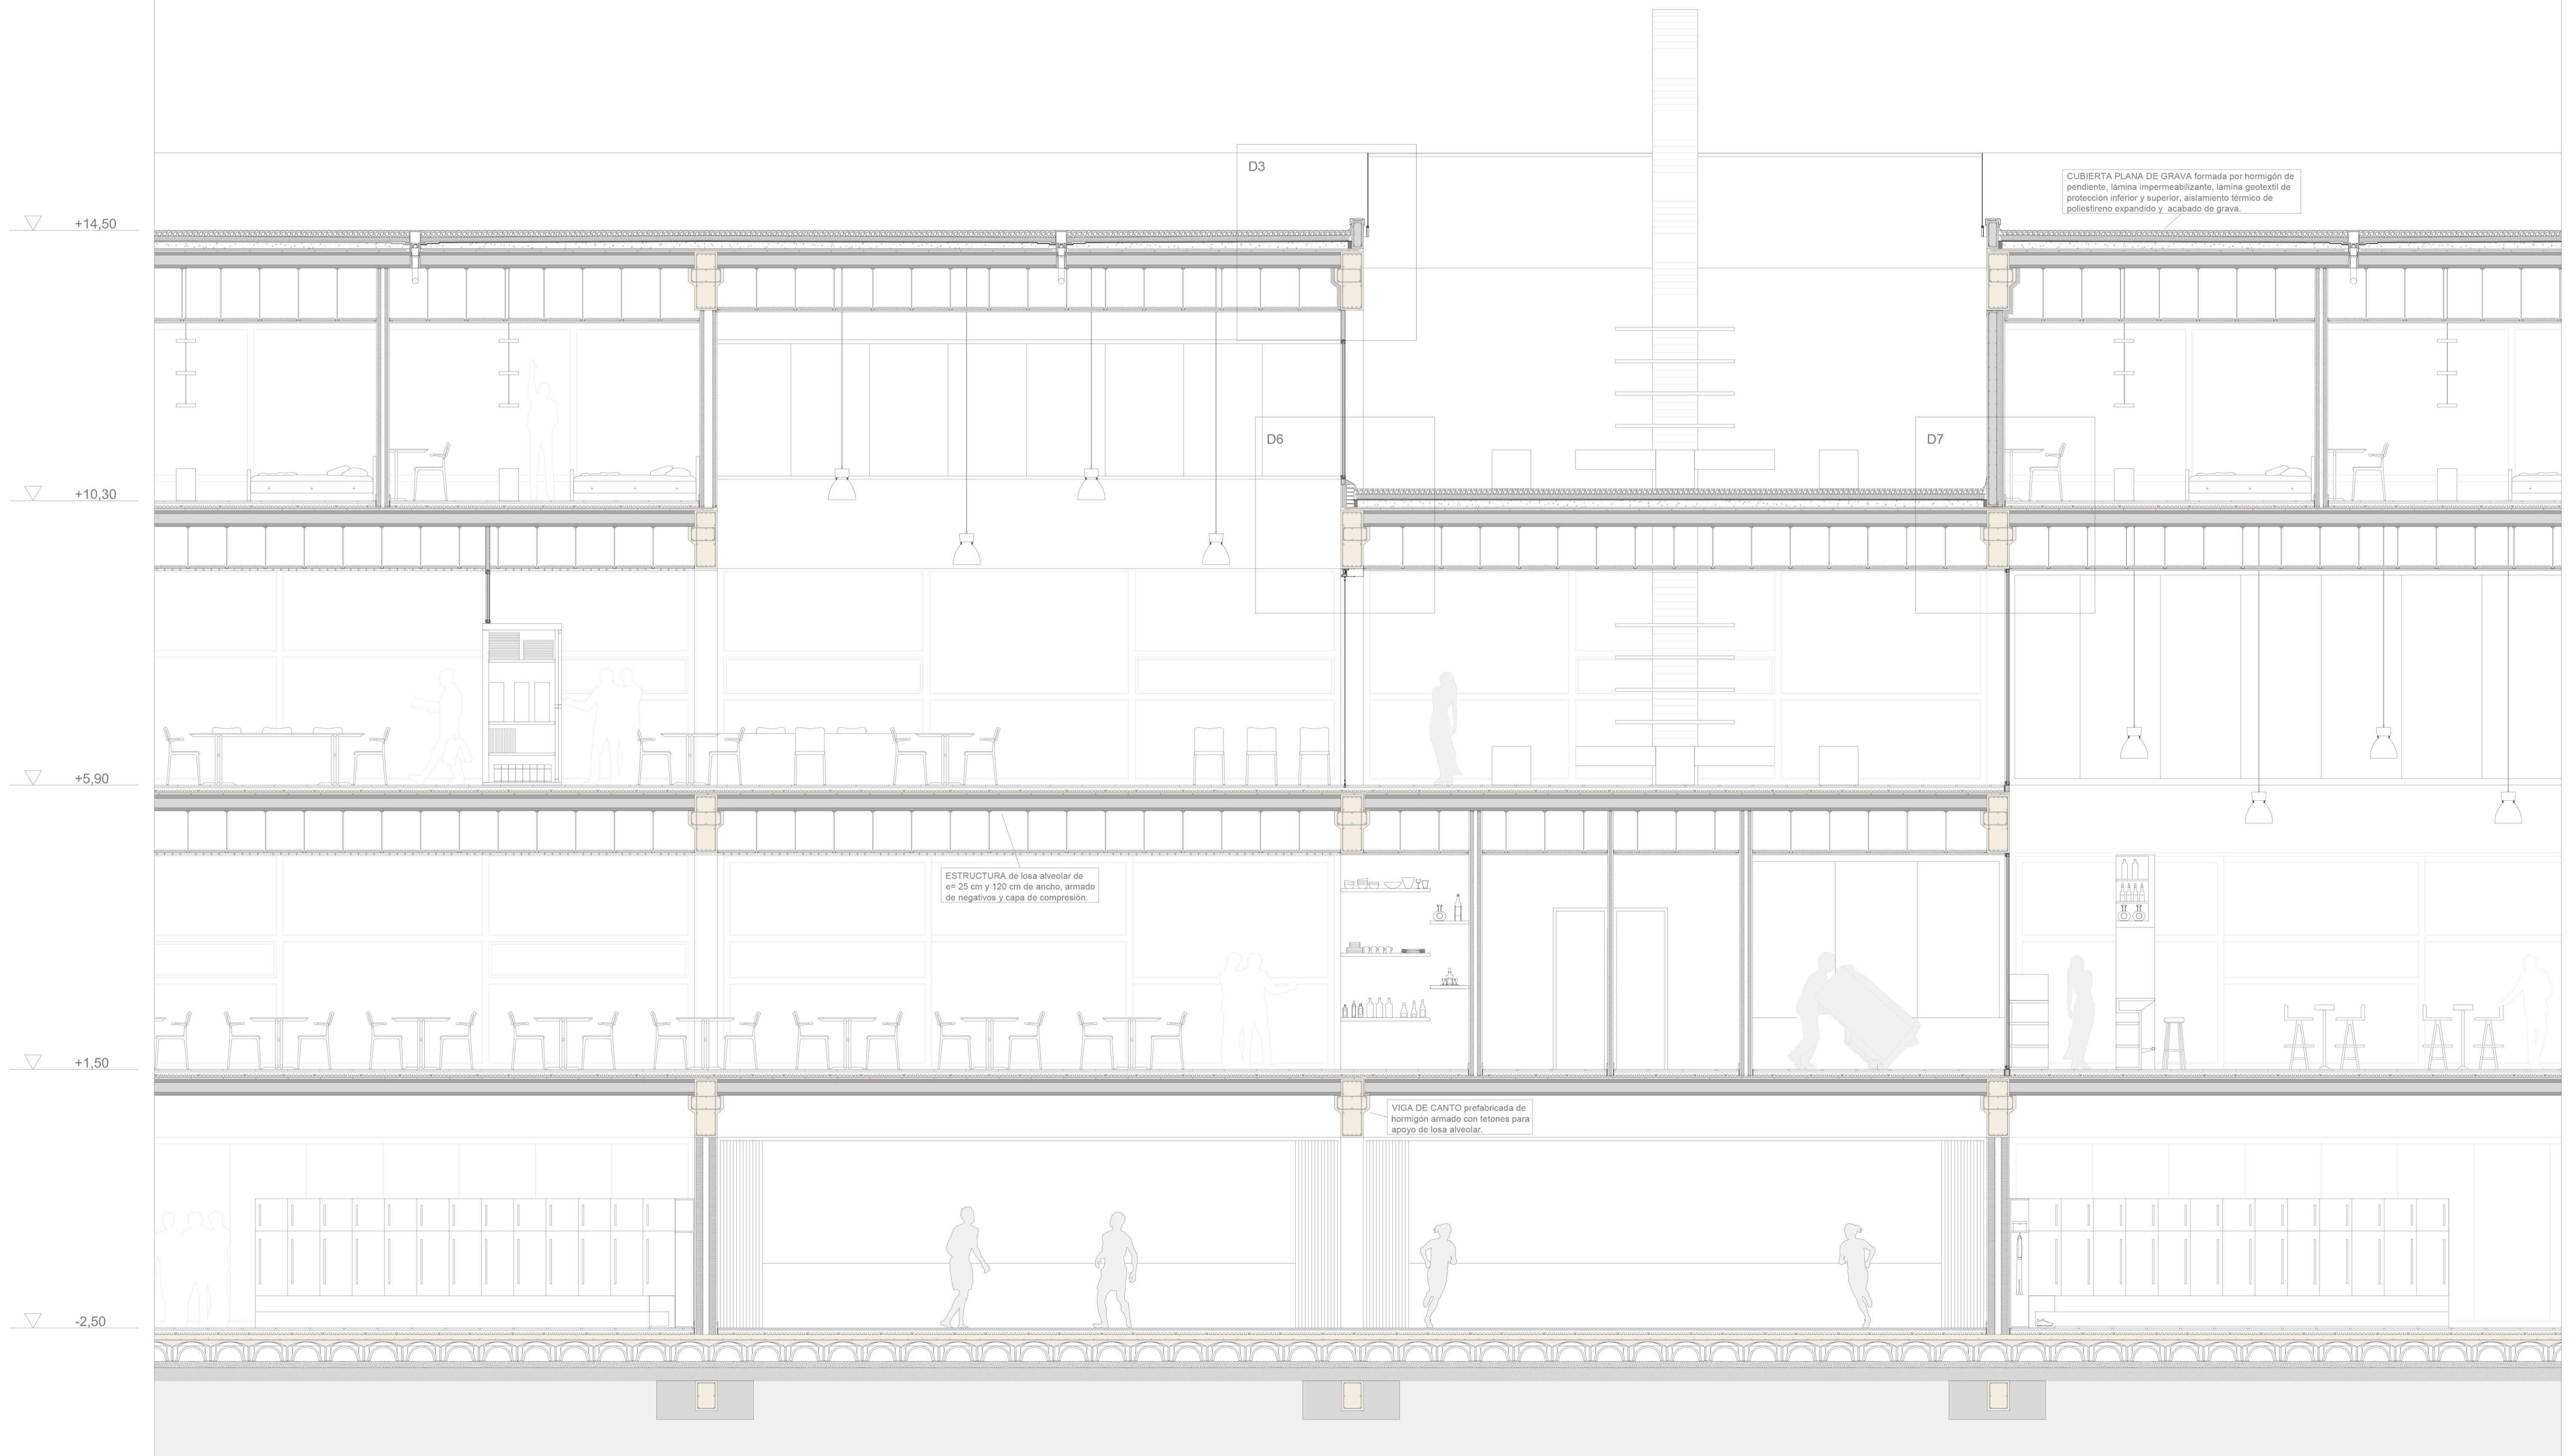 D3
CUBIERTA PLANA DE GRAVA formada por hormigón de
pendiente, lámina impermeabilizante, lámina geotextil de
protección inferior y superior, aislamiento térmico de
poliestireno expandido y acabado de grava.
+14,50
D6
D7
+10,30
+5,90
ESTRUCTURA de losa alveolar de
e= 25 cm y 120 cm de ancho, armado
de negativos y capa de compresión.
+1,50
VIGA DE CANTO prefabricada de
hormigón armado con tetones para
apoyo de losa alveolar.
-2,50